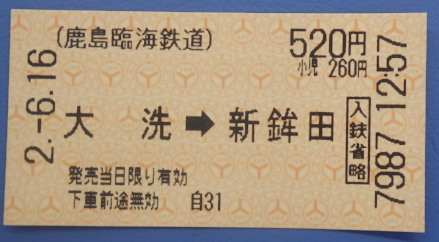 (鹿島臨海鉄道)
520円
小児 260円
2.-6.16
大洗➡新鉾田
入鋏省略
7987 12:57
発売当日限り有効
下車前途無効 自31